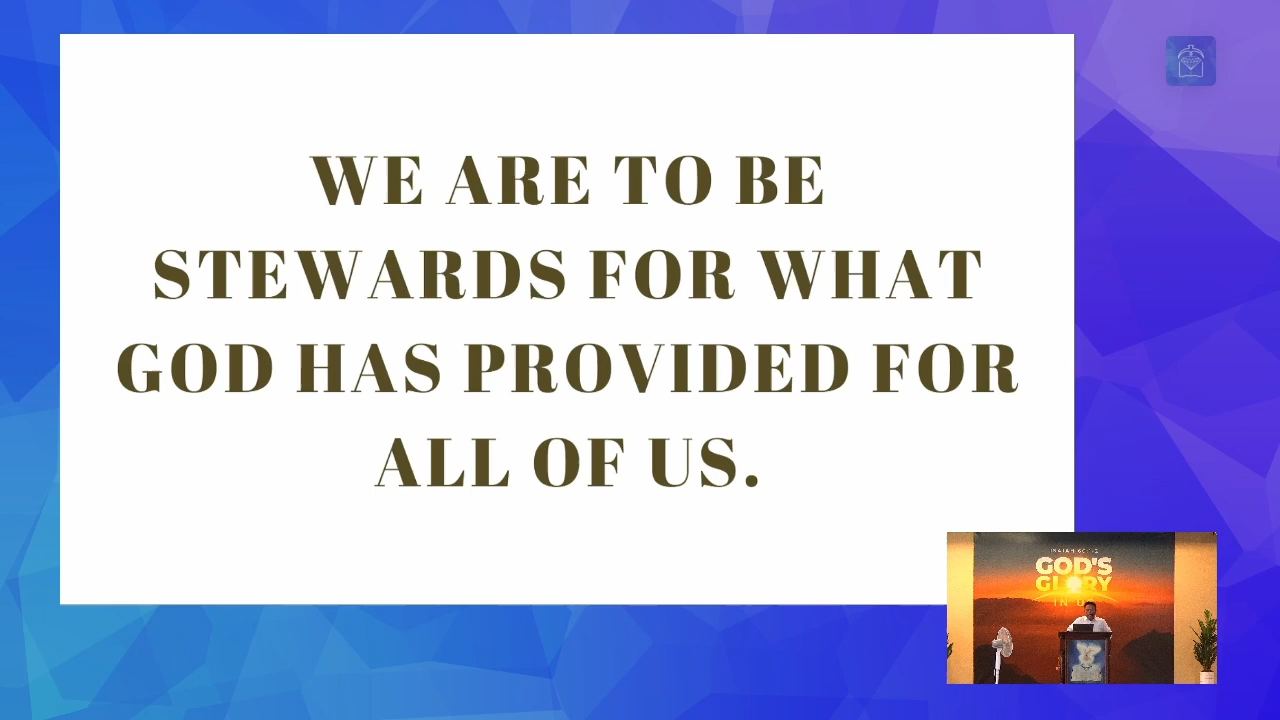 WE ARE TO BE
STEWARDS FOR WHAT
GOD HAS PROVIDED FOR
ALL OF US.
GOD'S
GLORY